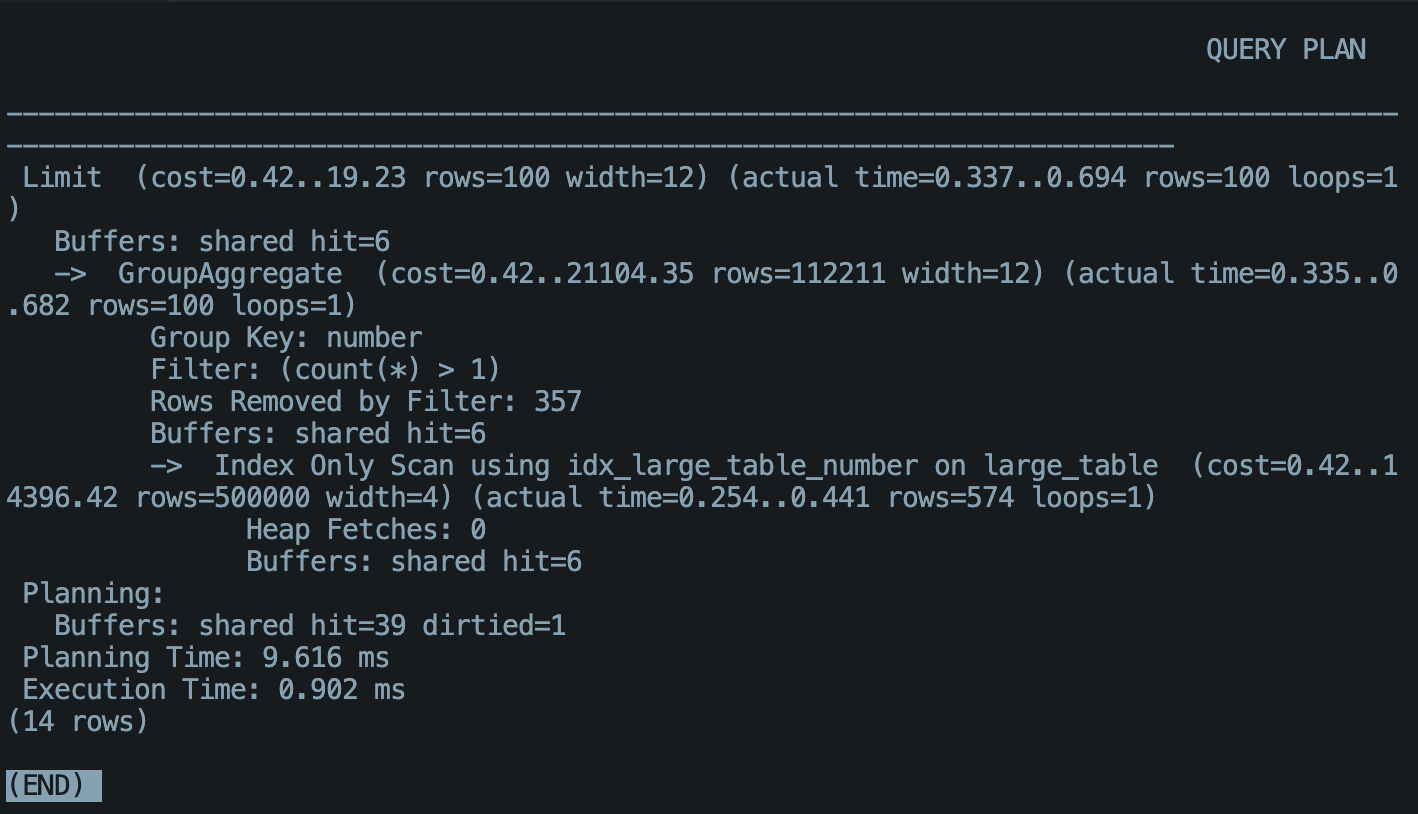 QUERY PLAN
---------------------------------------------------------------------------------------
-------------------------------------------------------------------------
 Limit  (cost=0.42..19.23 rows=100 width=12) (actual time=0.337..0.694 rows=100 loops=1
)
   Buffers: shared hit=6
   ->  GroupAggregate  (cost=0.42..21104.35 rows=112211 width=12) (actual time=0.335..0
.682 rows=100 loops=1)
         Group Key: number
         Filter: (count(*) > 1)
         Rows Removed by Filter: 357
         Buffers: shared hit=6
         ->  Index Only Scan using idx_large_table_number on large_table  (cost=0.42..1
4396.42 rows=500000 width=4) (actual time=0.254..0.441 rows=574 loops=1)
               Heap Fetches: 0
               Buffers: shared hit=6
 Planning:
   Buffers: shared hit=39 dirtied=1
 Planning Time: 9.616 ms
 Execution Time: 0.902 ms
(14 rows)
(END)